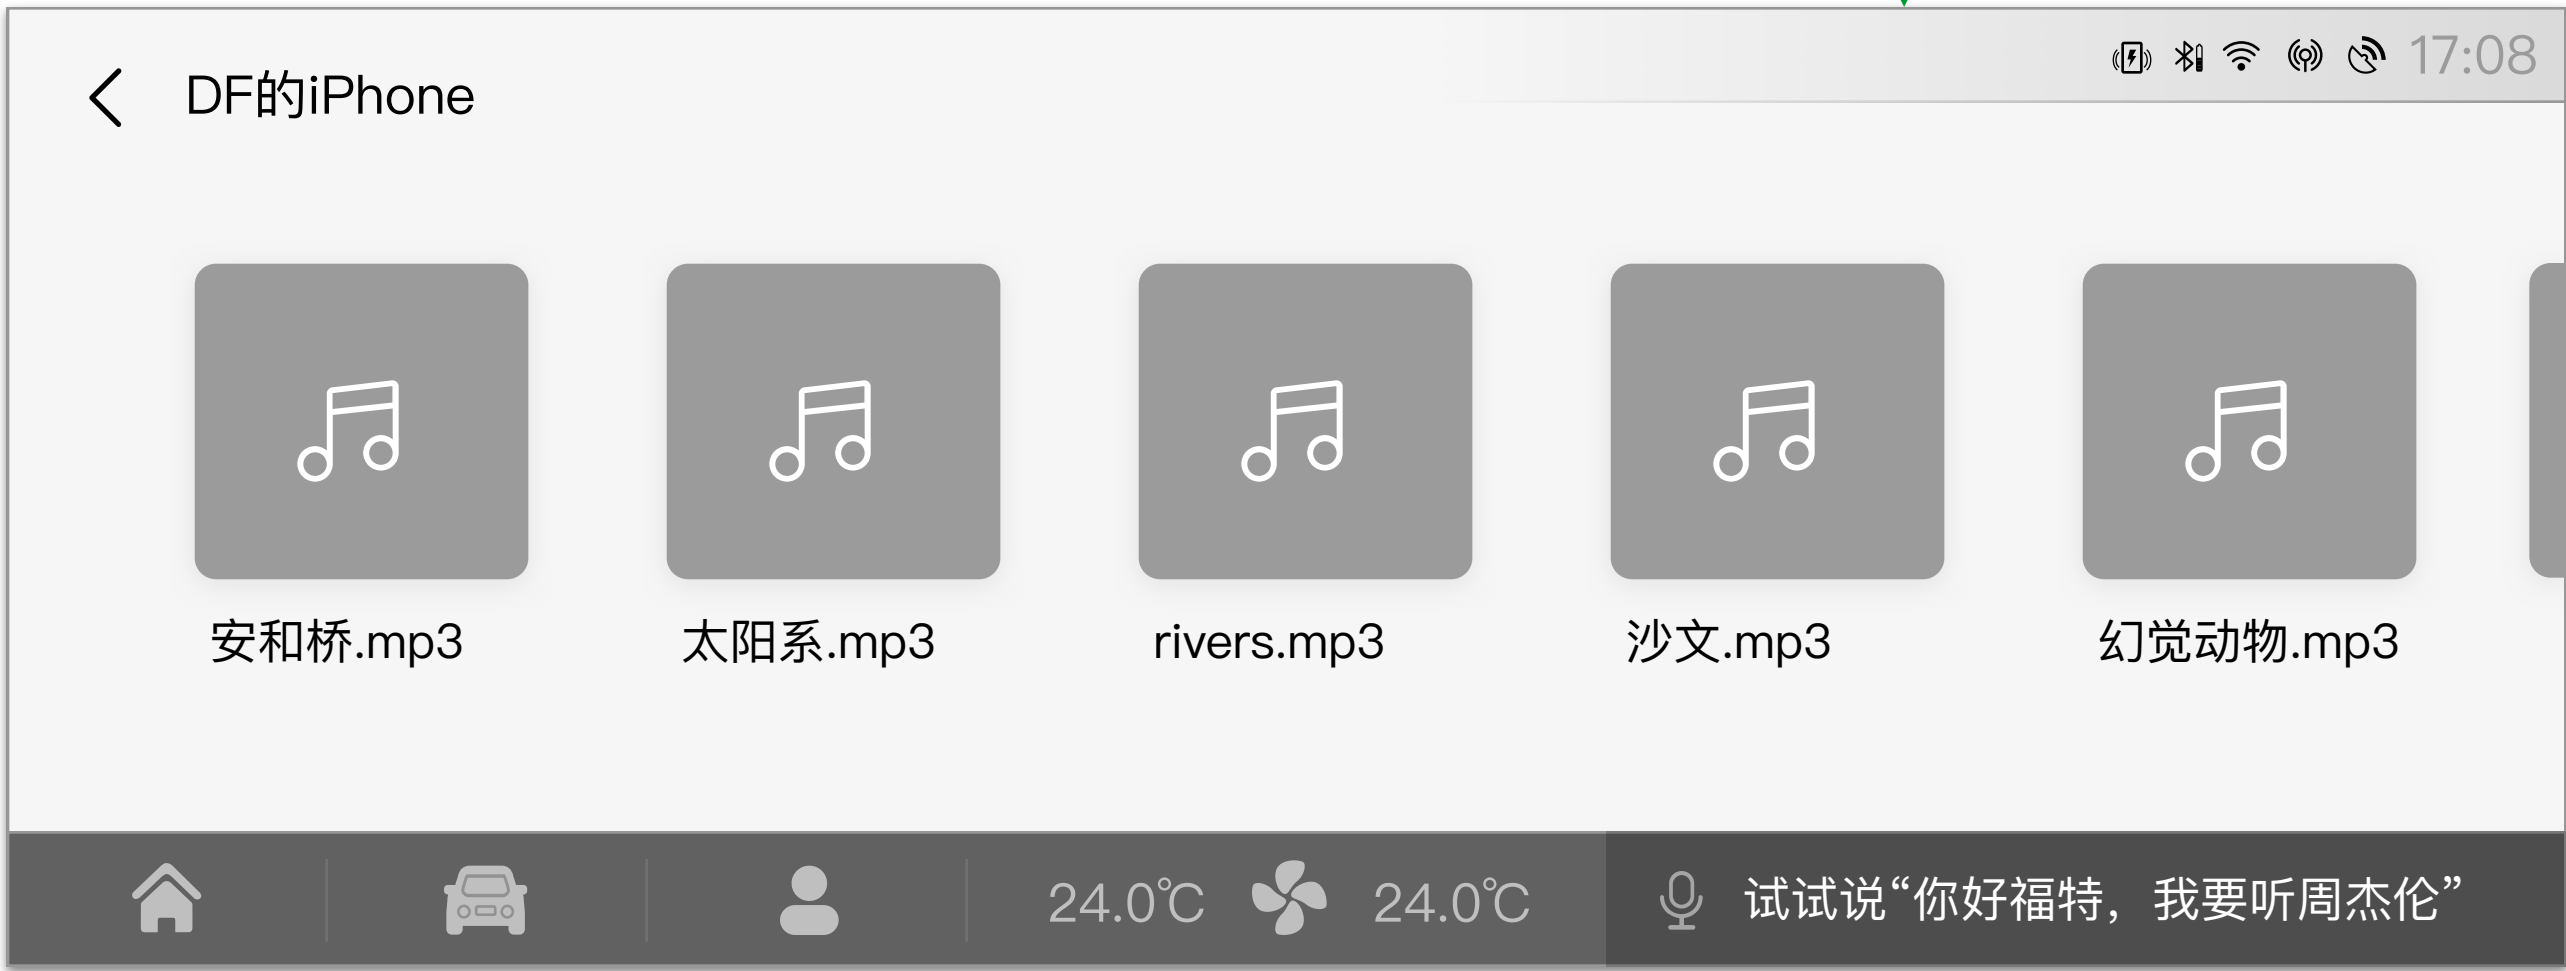 17:08
DF的iPhone
安和桥.mp3
太阳系.mp3
rivers.mp3
沙文.mp3
幻觉动物.mp3
24.0℃
24.0℃
试试说“你好福特，我要听周杰伦”